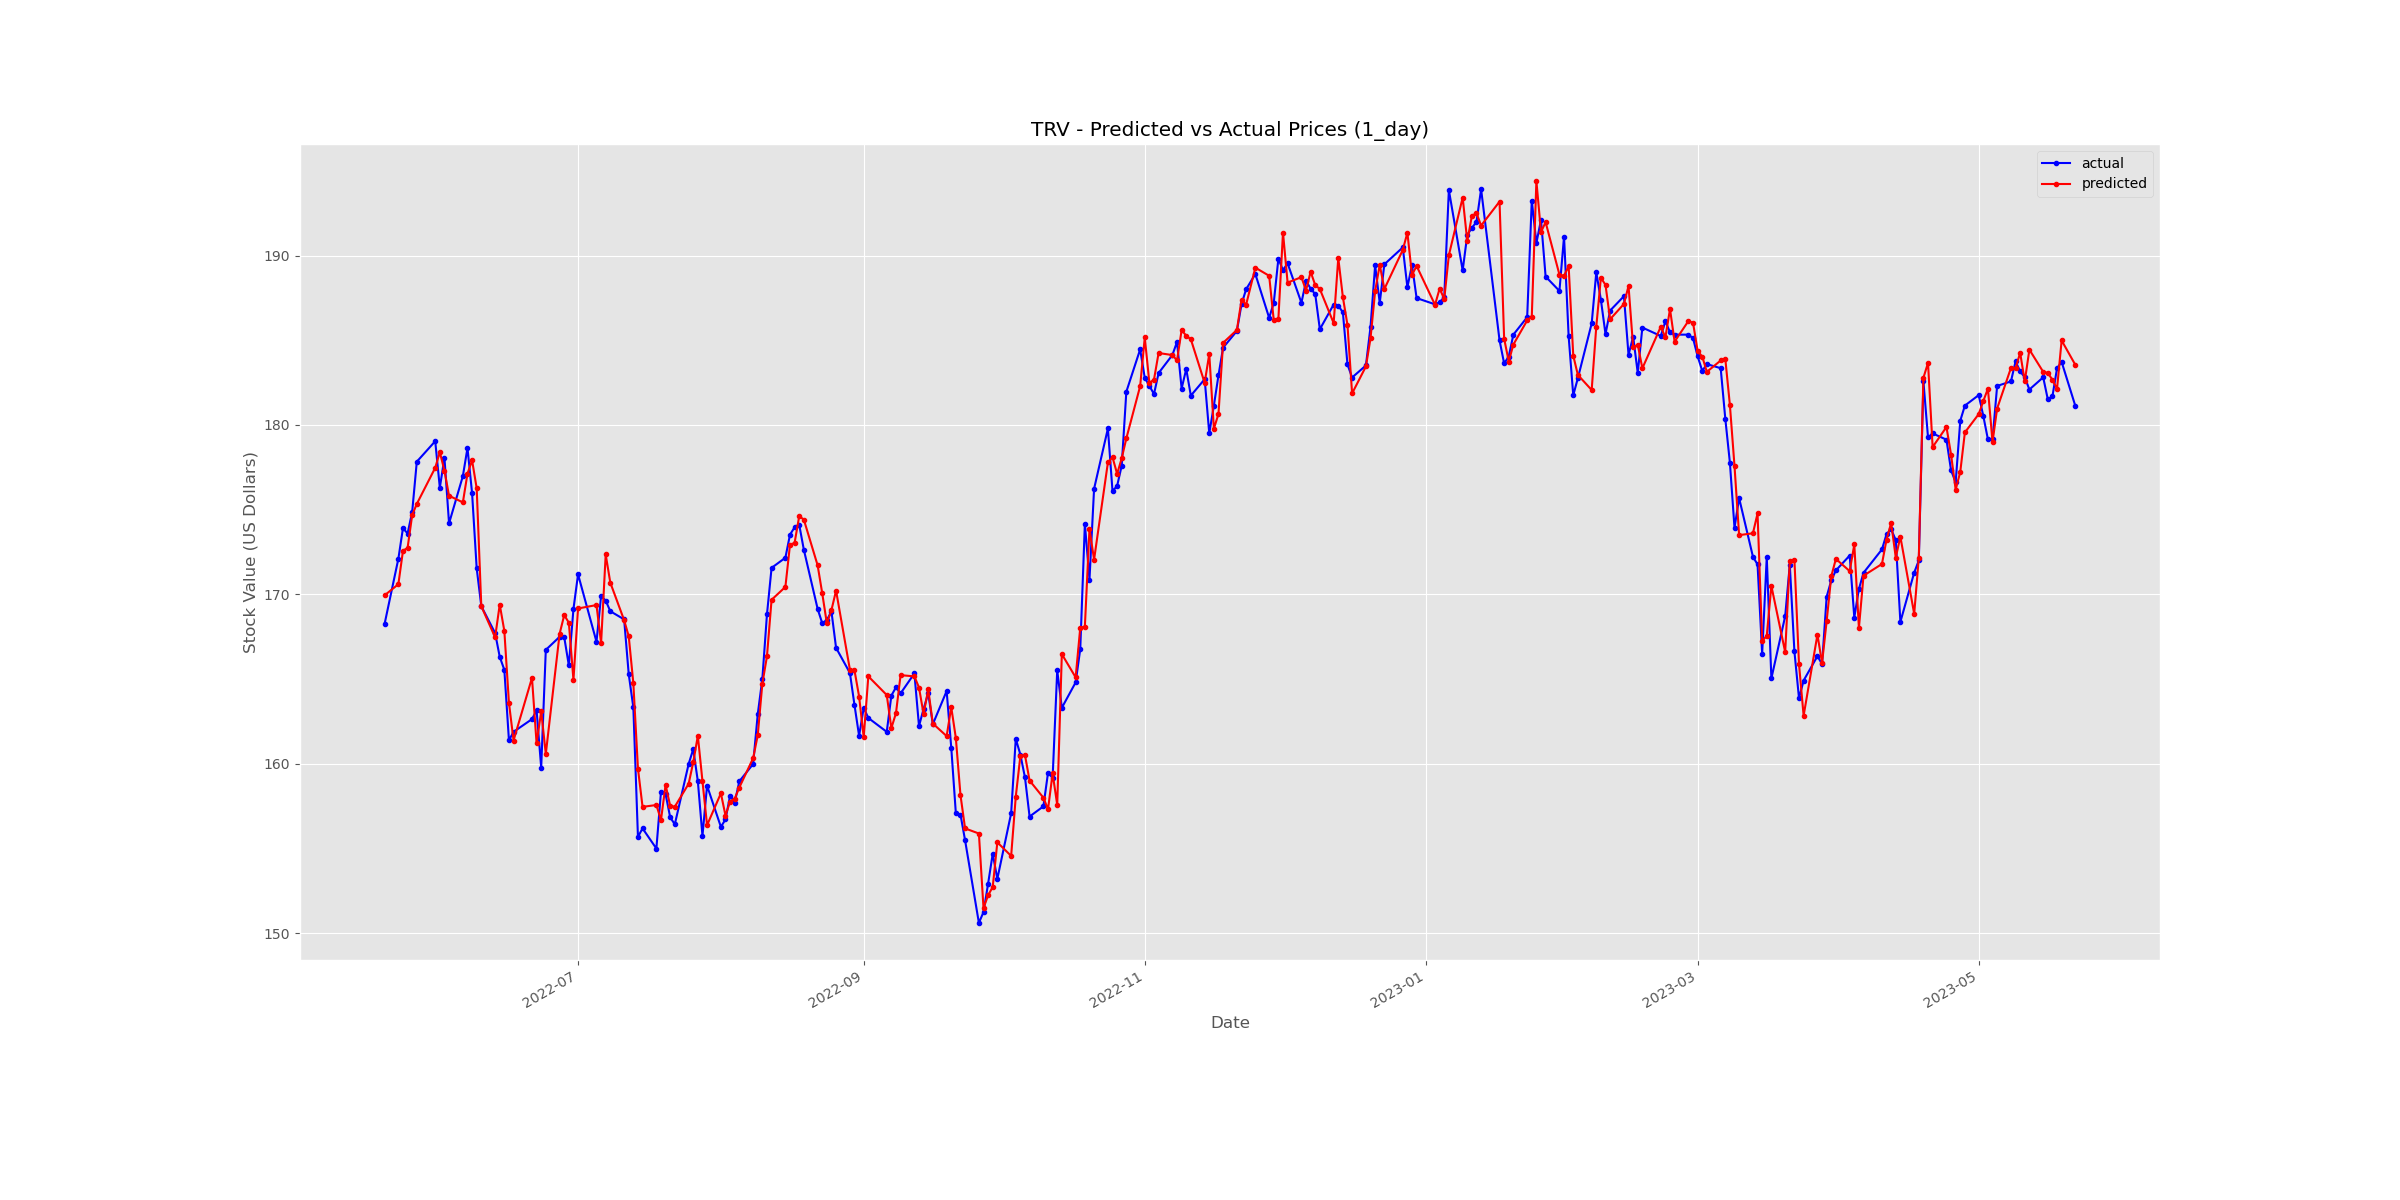 TRV - Predicted vs Actual Prices (1_day)
actual
predicted
Stock Value (US Dollars)
190
180
170
160
150
2022-07
2022-09
2022-11
2023-01
2023-03
2023-05
Date